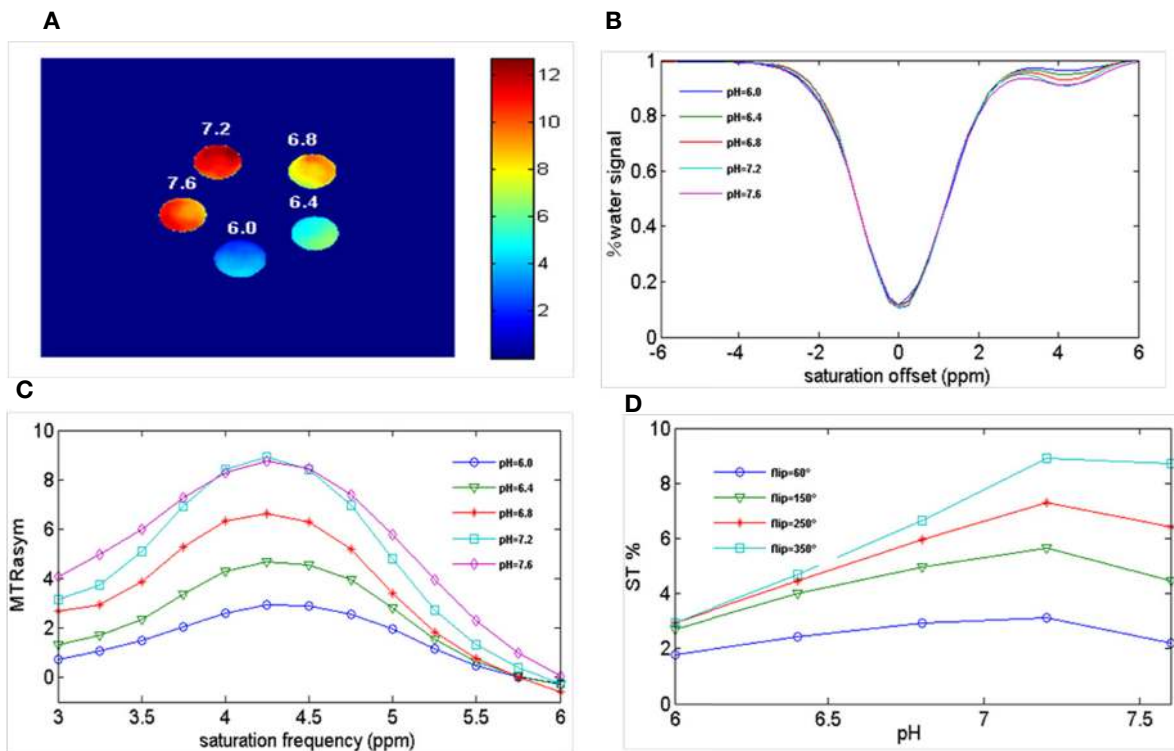 A
7.2
6.8
7.6
6.4
6.0
12
10
8
6
4
2
B
%water signal
1
0.8
0.6
0.4
0.2
0
-6 -4 -2 0 2 4 6
saturation offset (ppm)
pH=6.0
pH=6.4
pH=6.8
pH=7.2
pH=7.6
C
MTRasym
10
8
6
4
2
0
3 3.5 4 4.5 5 5.5 6
saturation frequency (ppm)
pH=6.0
pH=6.4
pH=6.8
pH=7.2
pH=7.6
D
ST %
10
8
6
4
2
0
6 6.5 7 7.5
pH
flip=60°
flip=150°
flip=250°
flip=350°